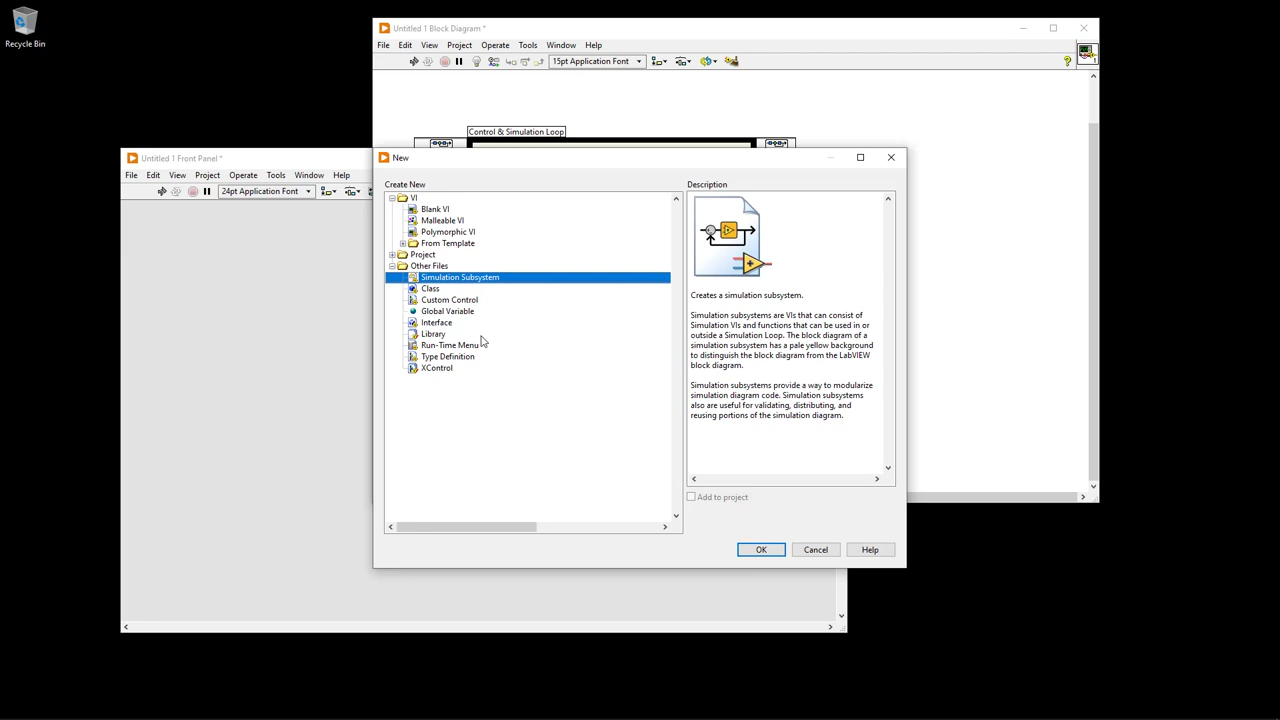 Recycle Bin
Untitled 1 Block Diagram *
File Edit View Project Operate Tools Window Help
15pt Application Font
Control & Simulation Loop
Untitled 1 Front Panel *
File Edit View Project Operate Tools Window Help
24pt Application Font
New
Create New
VI
Blank VI
Malleable VI
Polymorphic VI
From Template
Project
Other Files
Simulation Subsystem
Class
Custom Control
Global Variable
Interface
Library
Run-Time Menu
Type Definition
XControl
Description
Creates a simulation subsystem.
Simulation subsystems are VIs that can consist of
Simulation VIs and functions that can be used in or
outside a Simulation Loop. The block diagram of a
simulation subsystem has a pale yellow background
to distinguish the block diagram from the LabVIEW
block diagram.
Simulation subsystems provide a way to modularize
simulation diagram code. Simulation subsystems
also are useful for validating, distributing, and
reusing portions of the simulation diagram.
Add to project
OK Cancel Help